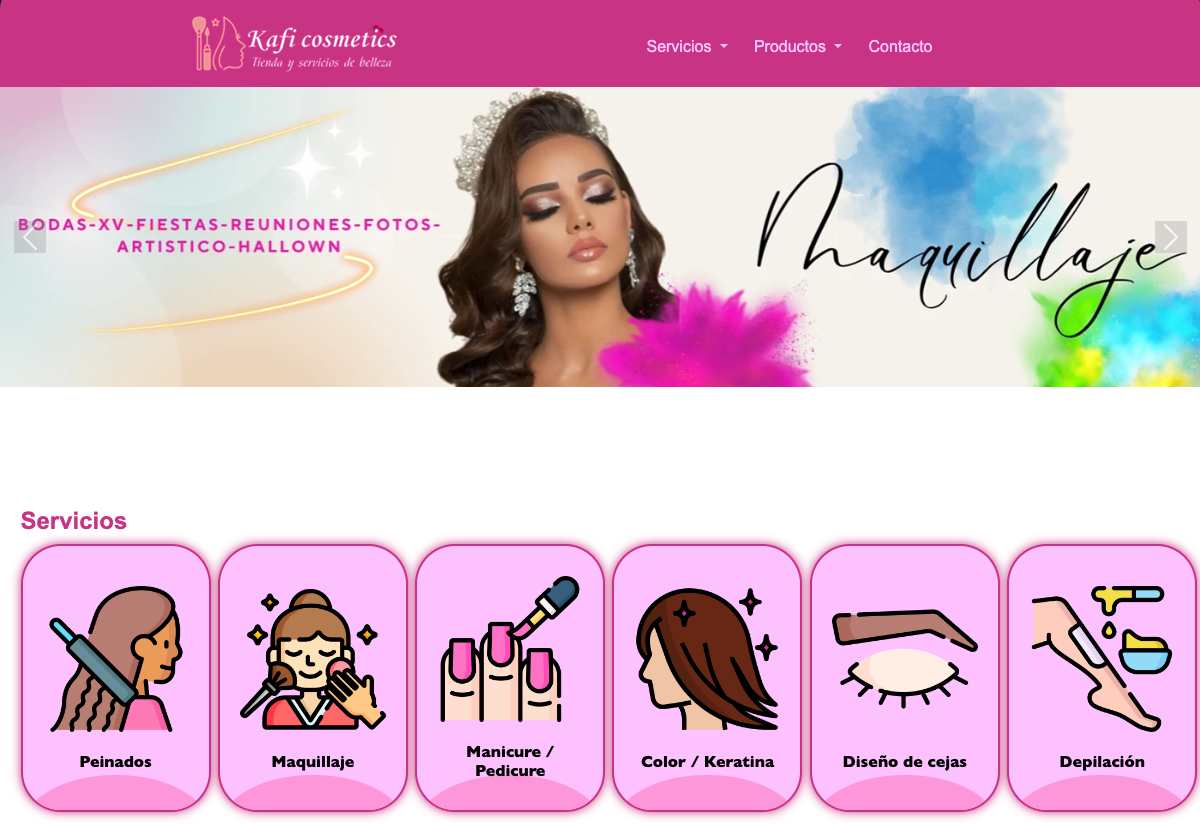 Kafi cosmetics
Tienda y servicios de belleza
Servicios
Productos
Contacto
BODAS-XV-FIESTAS-REUNIONES-FOTOS-
ARTISTICO-HALLOWN
Maquillaje
Servicios
Peinados
Maquillaje
Manicure /
Pedicure
Color / Keratina
Diseño de cejas
Depilación